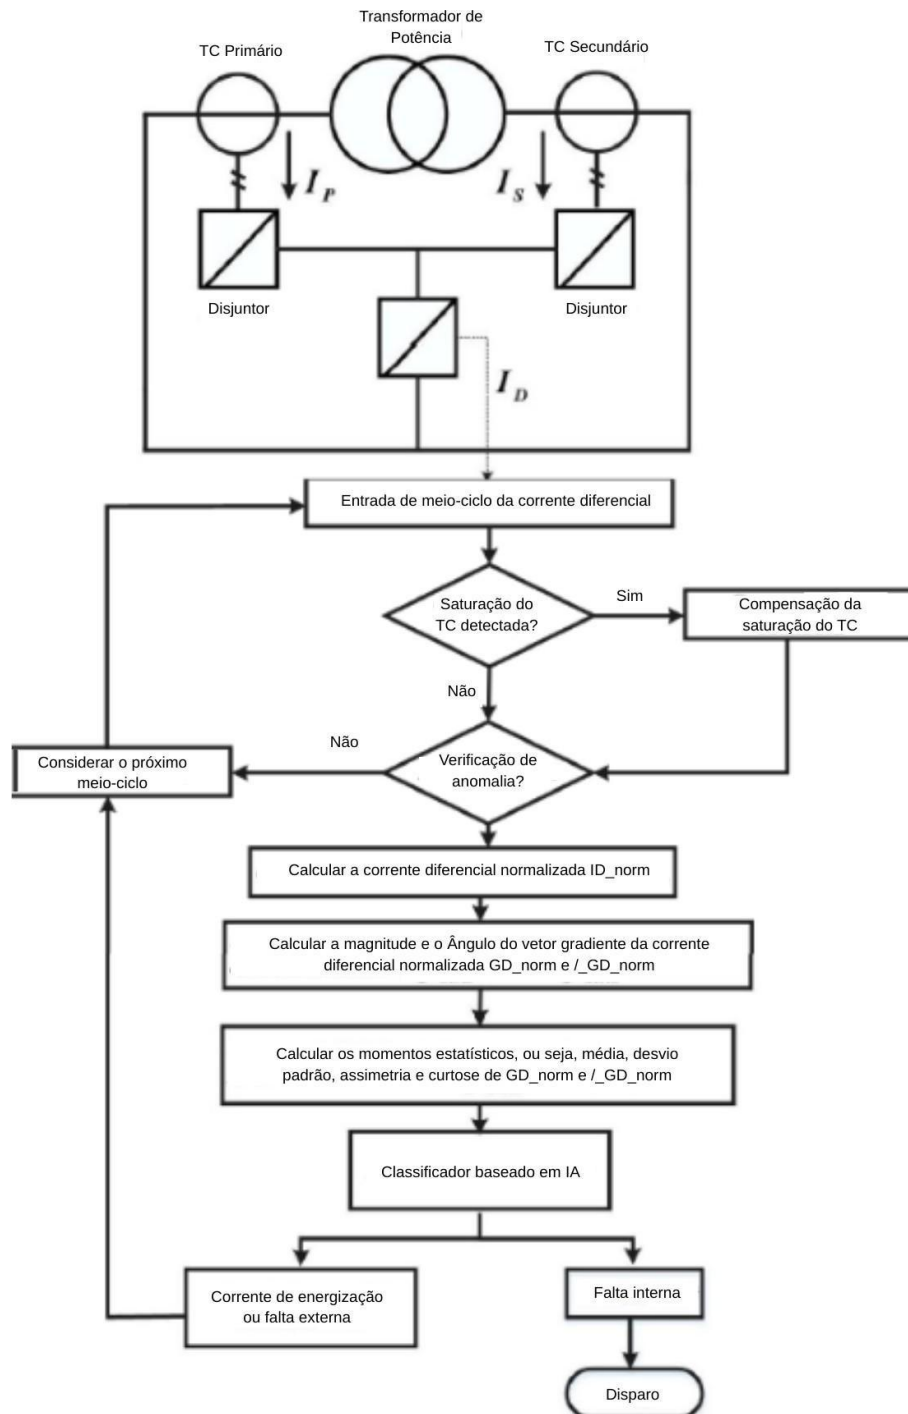 Transformador de
Potência
TC Primário
TC Secundário
I_P
I_S
Disjuntor
Disjuntor
I_D
Entrada de meio-ciclo da corrente diferencial
Saturação do
TC detectada?
Sim
Compensação da
saturação do TC
Não
Não
Verificação de
anomalia?
Considerar o próximo
meio-ciclo
Calcular a corrente diferencial normalizada ID_norm
Calcular a magnitude e o Ângulo do vetor gradiente da corrente
diferencial normalizada GD_norm e /_GD_norm
Calcular os momentos estatísticos, ou seja, média, desvio
padrão, assimetria e curtose de GD_norm e /_GD_norm
Classificador baseado em IA
Corrente de energização
ou falta externa
Falta interna
Disparo